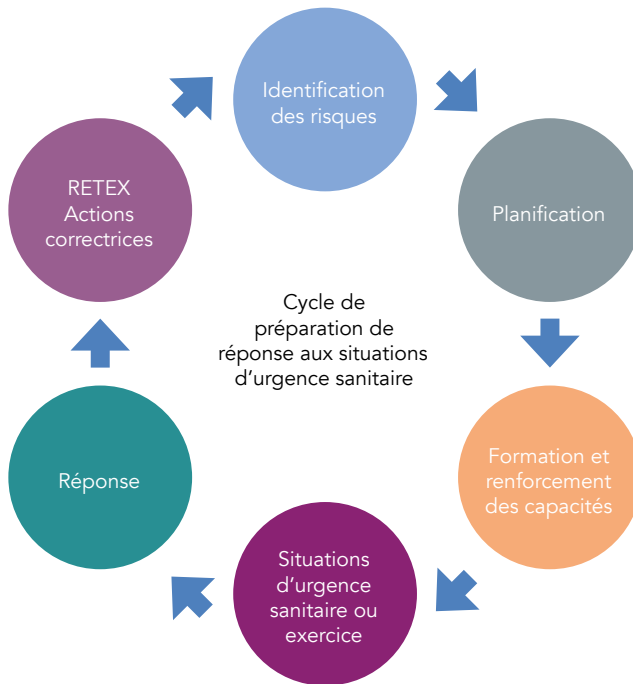 Identification
des risques
Planification
Formation et
renforcement
des capacités
Situations
d’urgence
sanitaire ou
exercice
Réponse
RETEX
Actions
correctrices
Cycle de
préparation de
réponse aux situations
d’urgence sanitaire